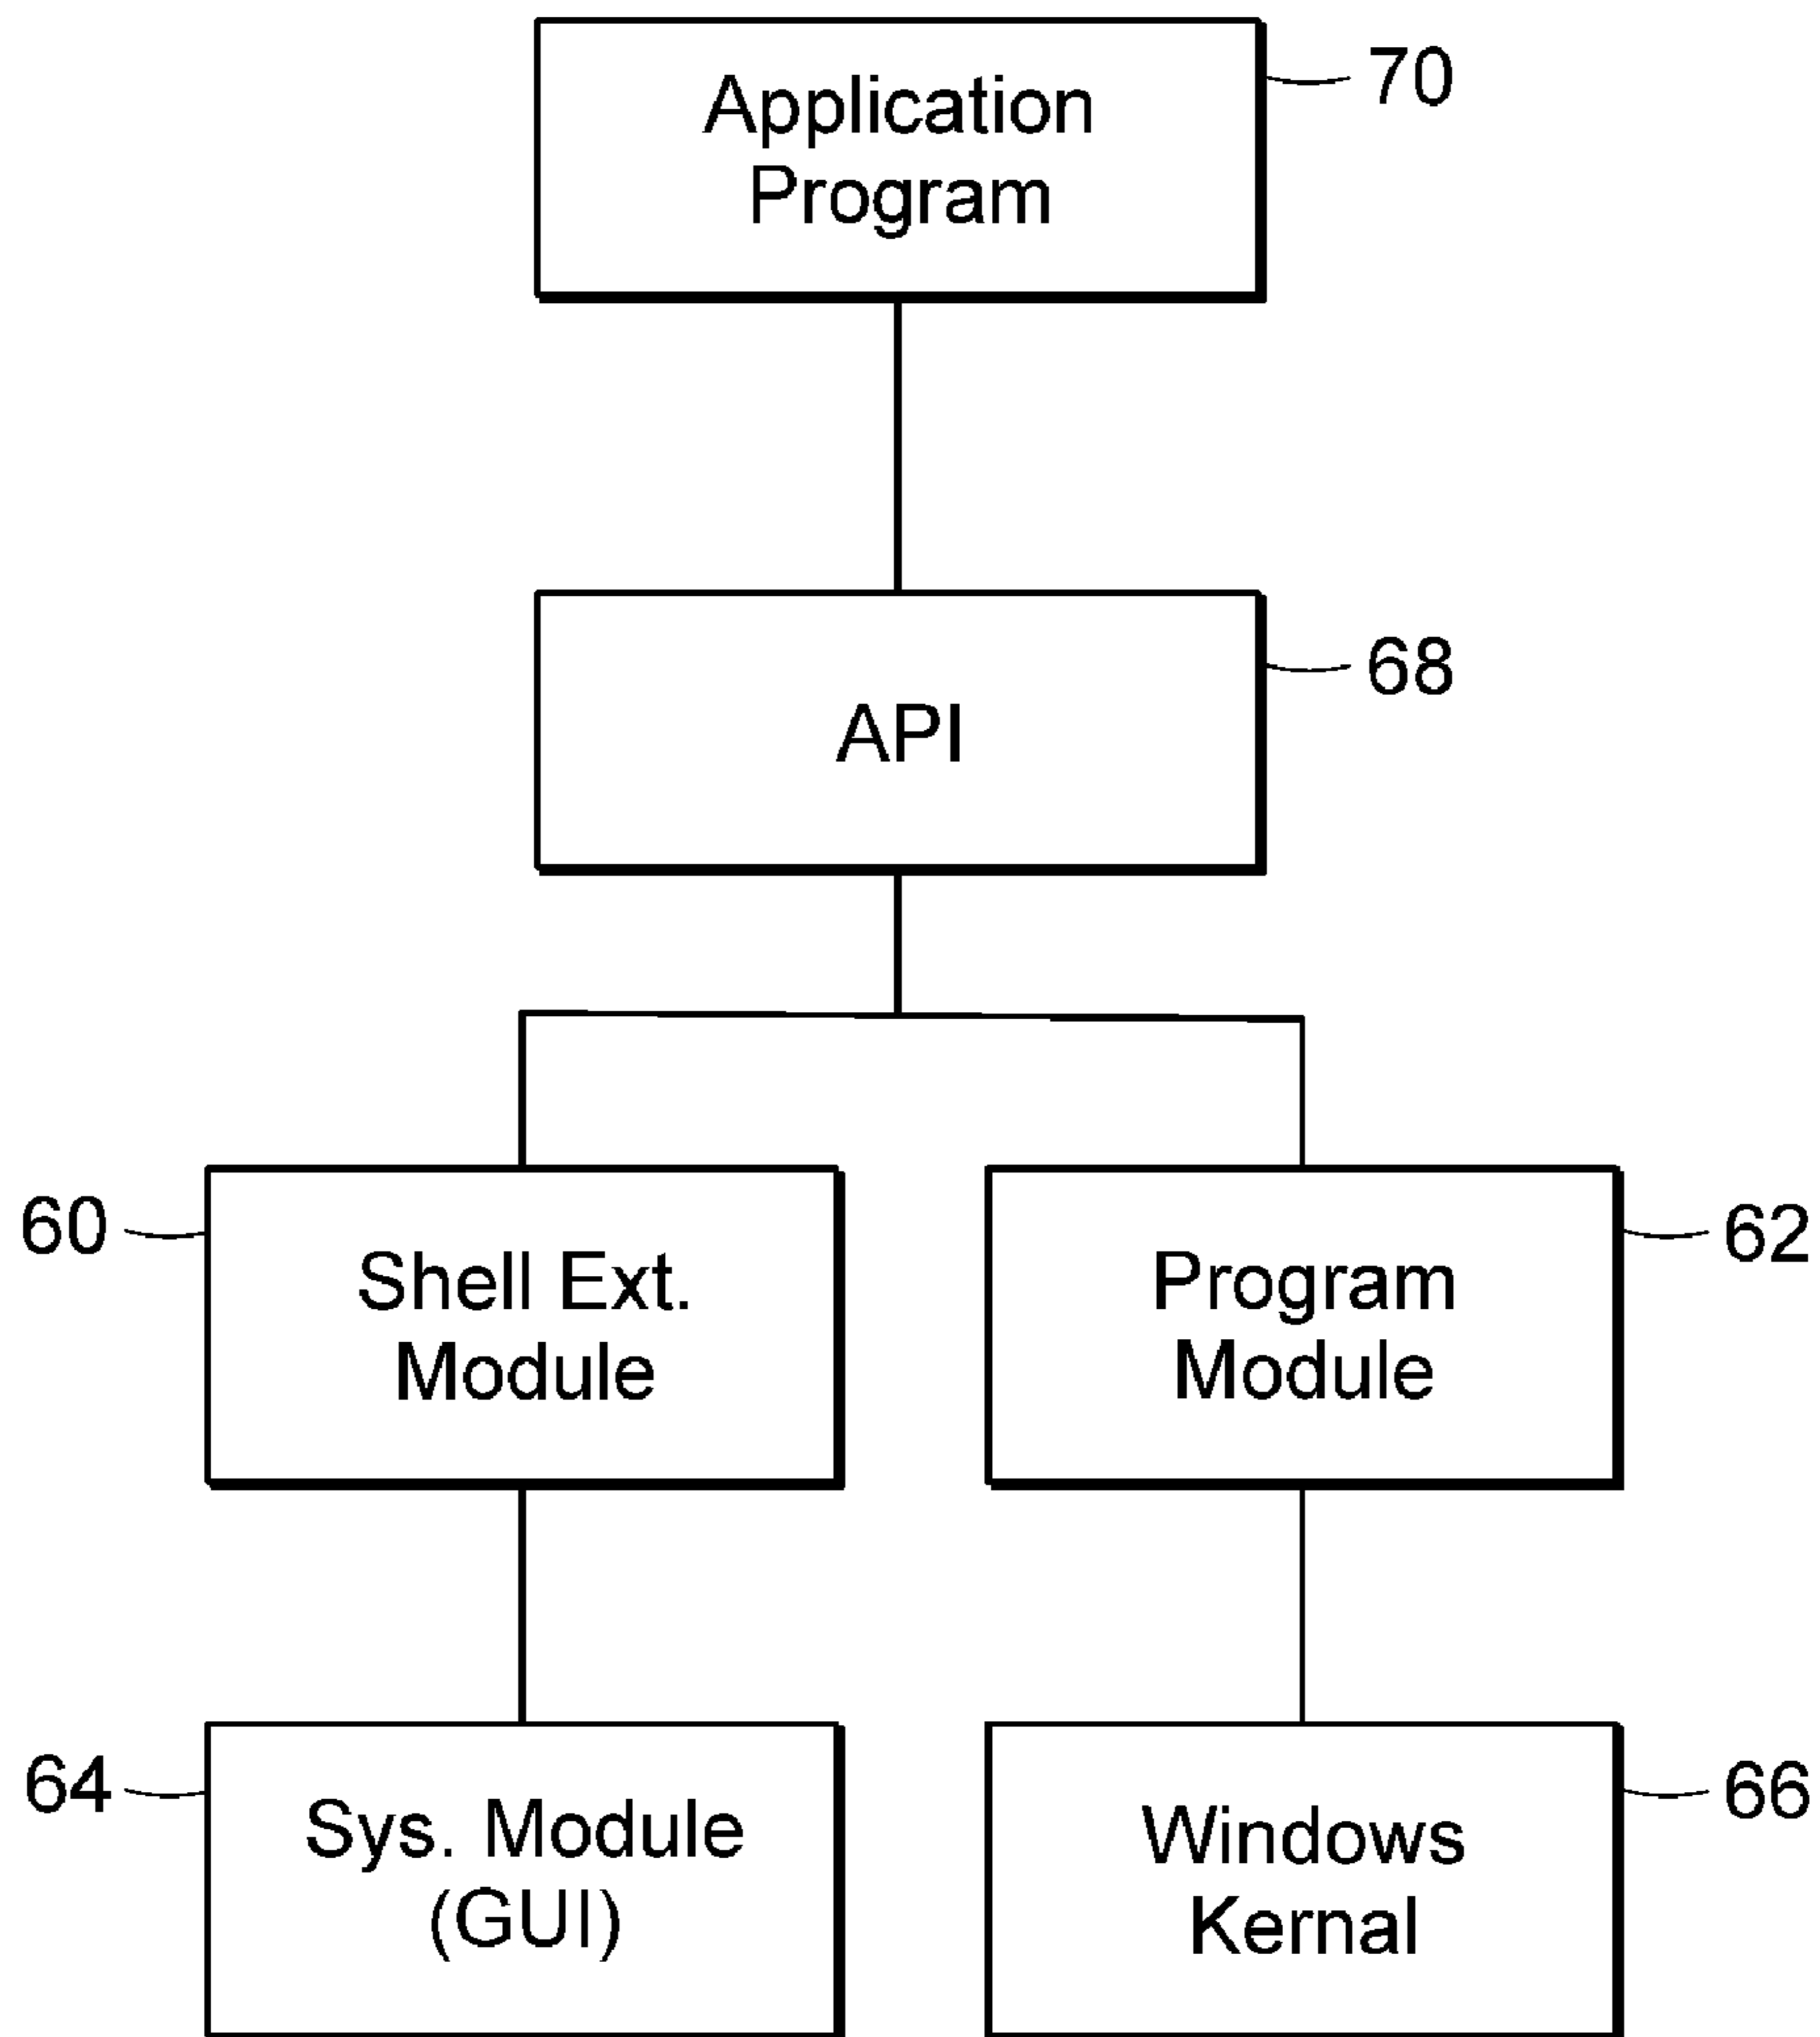 Application
Program
70
API
68
60
Shell Ext.
Module
Program
Module
62
64
Sys. Module
(GUI)
Windows
Kernal
66